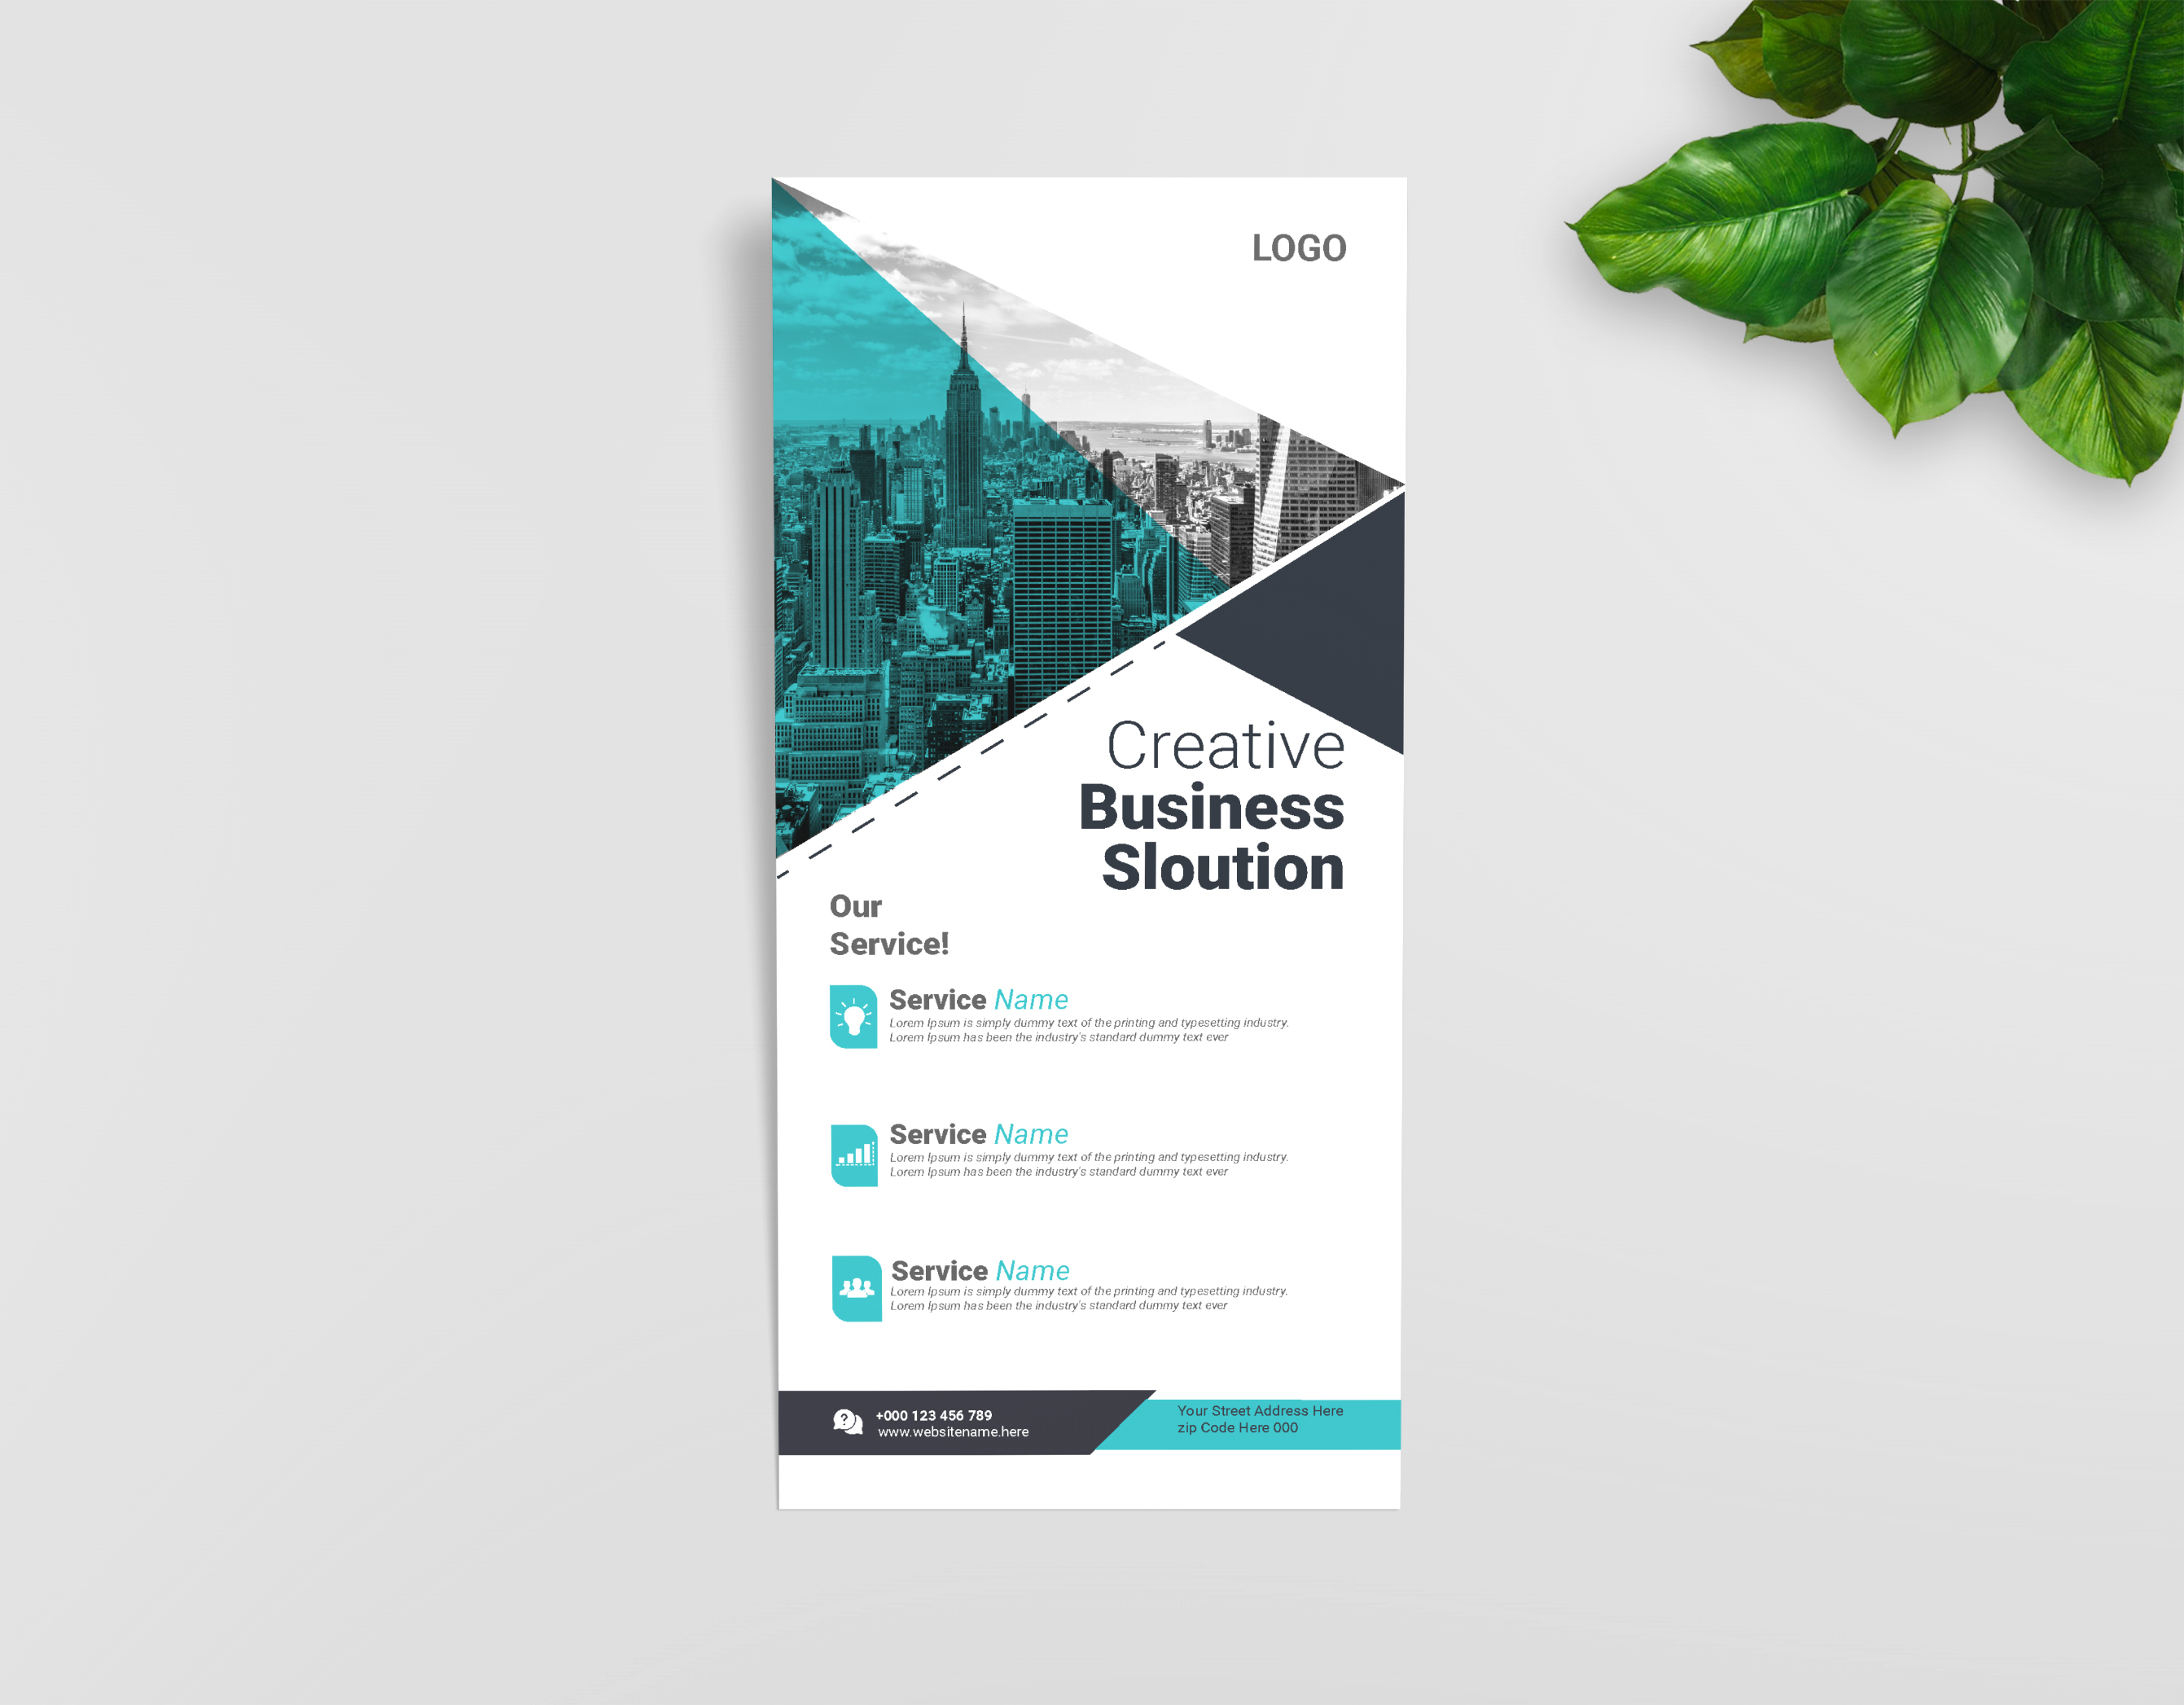 LOGO
Creative
Business
Sloution
Our
Service!
Service Name
Lorem Ipsum is simply dummy text of the printing and typesetting industry.
Lorem Ipsum has been the industry's standard dummy text ever
Service Name
Lorem Ipsum is simply dummy text of the printing and typesetting industry.
Lorem Ipsum has been the industry's standard dummy text ever
Service Name
Lorem Ipsum is simply dummy text of the printing and typesetting industry.
Lorem Ipsum has been the industry's standard dummy text ever
+000 123 456 789
www.websitename.here
Your Street Address Here
zip Code Here 000